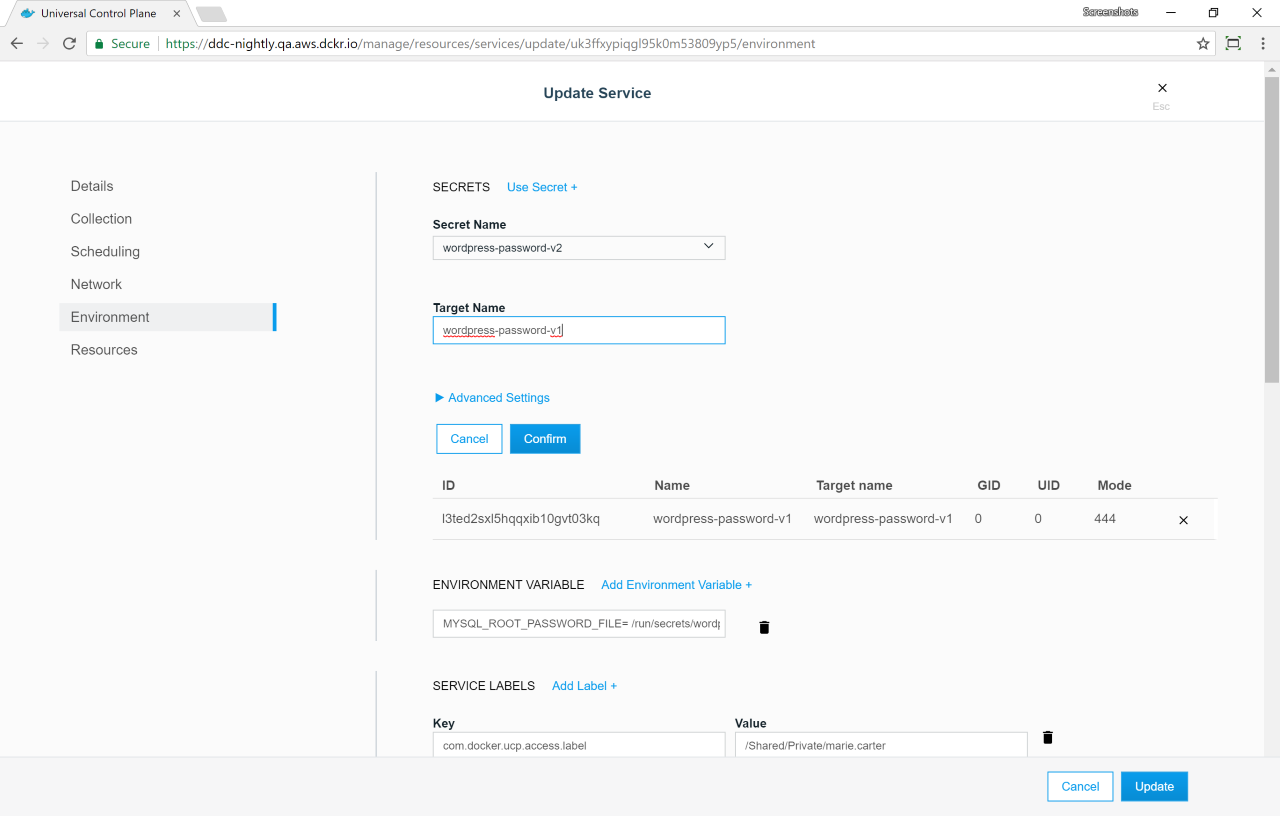 Universal Control Plane
Screenshots
Secure https://ddc-nightly.qa.aws.dckr.io/manage/resources/services/update/uk3ffxypiqgl95k0m53809yp5/environment
Update Service
Esc
Details
Collection
Scheduling
Network
Environment
Resources
SECRETS Use Secret +
Secret Name
wordpress-password-v2
Target Name
wordpress-password-v1
Advanced Settings
Cancel Confirm
ID Name Target name GID UID Mode
l3ted2sxl5hqqxib10gvt03kq wordpress-password-v1 wordpress-password-v1 0 0 444
ENVIRONMENT VARIABLE Add Environment Variable +
MYSQL_ROOT_PASSWORD_FILE= /run/secrets/wordp
SERVICE LABELS Add Label +
Key Value
com.docker.ucp.access.label /Shared/Private/marie.carter
Cancel Update